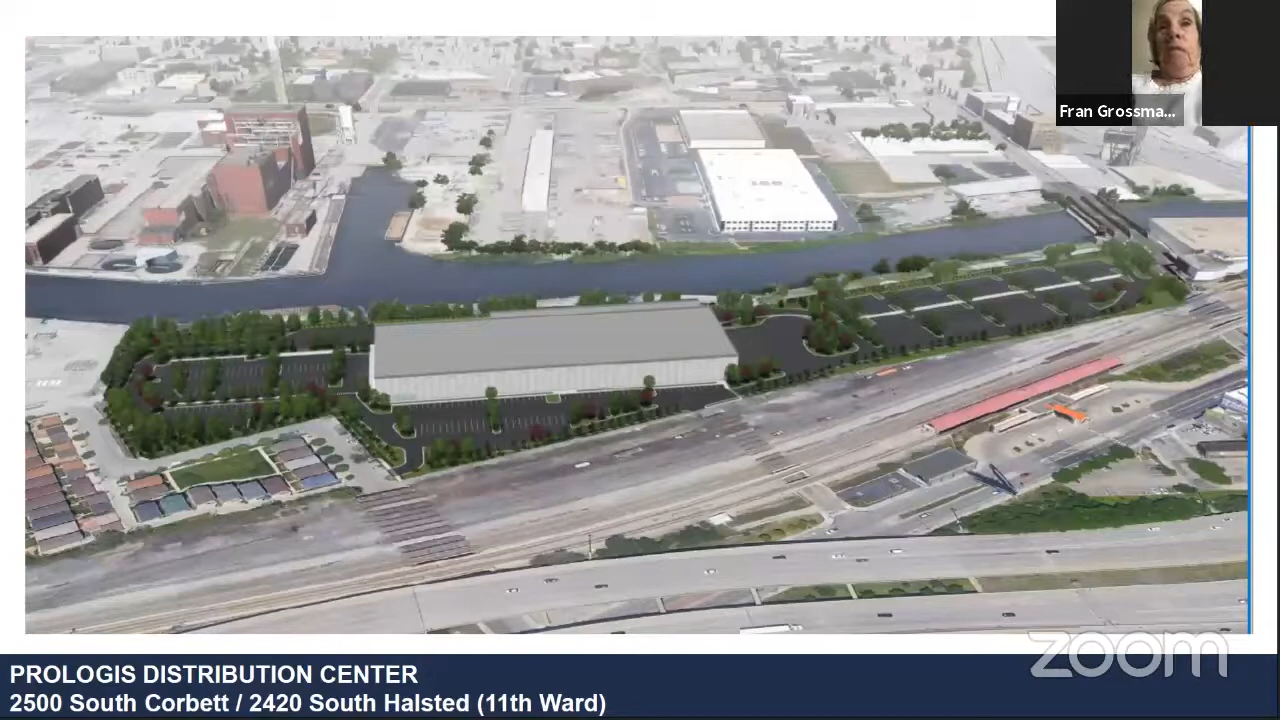 Fran Grossma...
PROLOGIS DISTRIBUTION CENTER
2500 South Corbett / 2420 South Halsted (11th Ward)
zoom